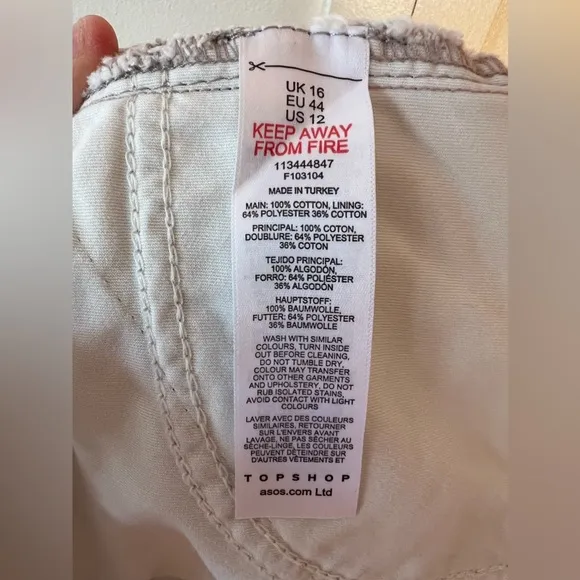 UK 16
EU 44
US 12
KEEP AWAY
FROM FIRE
113444847
F103104
MADE IN TURKEY
MAIN: 100% COTTON, LINING:
64% POLYESTER 36% COTTON
PRINCIPAL: 100% COTON,
DOUBLURE: 64% POLYESTER
36% COTON
TEJIDO PRINCIPAL:
100% ALGODÓN,
FORRO: 64% POLIÉSTER
36% ALGODÓN
HAUPTSTOFF:
100% BAUMWOLLE,
FUTTER: 64% POLYESTER
36% BAUMWOLLE
WASH WITH SIMILAR
COLOURS, TURN INSIDE
OUT BEFORE CLEANING,
DO NOT TUMBLE DRY,
COLOUR MAY TRANSFER
ONTO OTHER GARMENTS
AND UPHOLSTERY, DO NOT
RUB ISOLATED STAINS,
AVOID CONTACT WITH LIGHT
COLOURS
LAVER AVEC DES COULEURS
SIMILAIRES, RETOURNER
SUR L'ENVERS AVANT
LAVAGE, NE PAS SÉCHER AU
SÈCHE-LINGE, LES COULEURS
PEUVENT DÉTEINDRE SUR
D'AUTRES VÊTEMENTS ET
TOPSHOP
asos.com Ltd